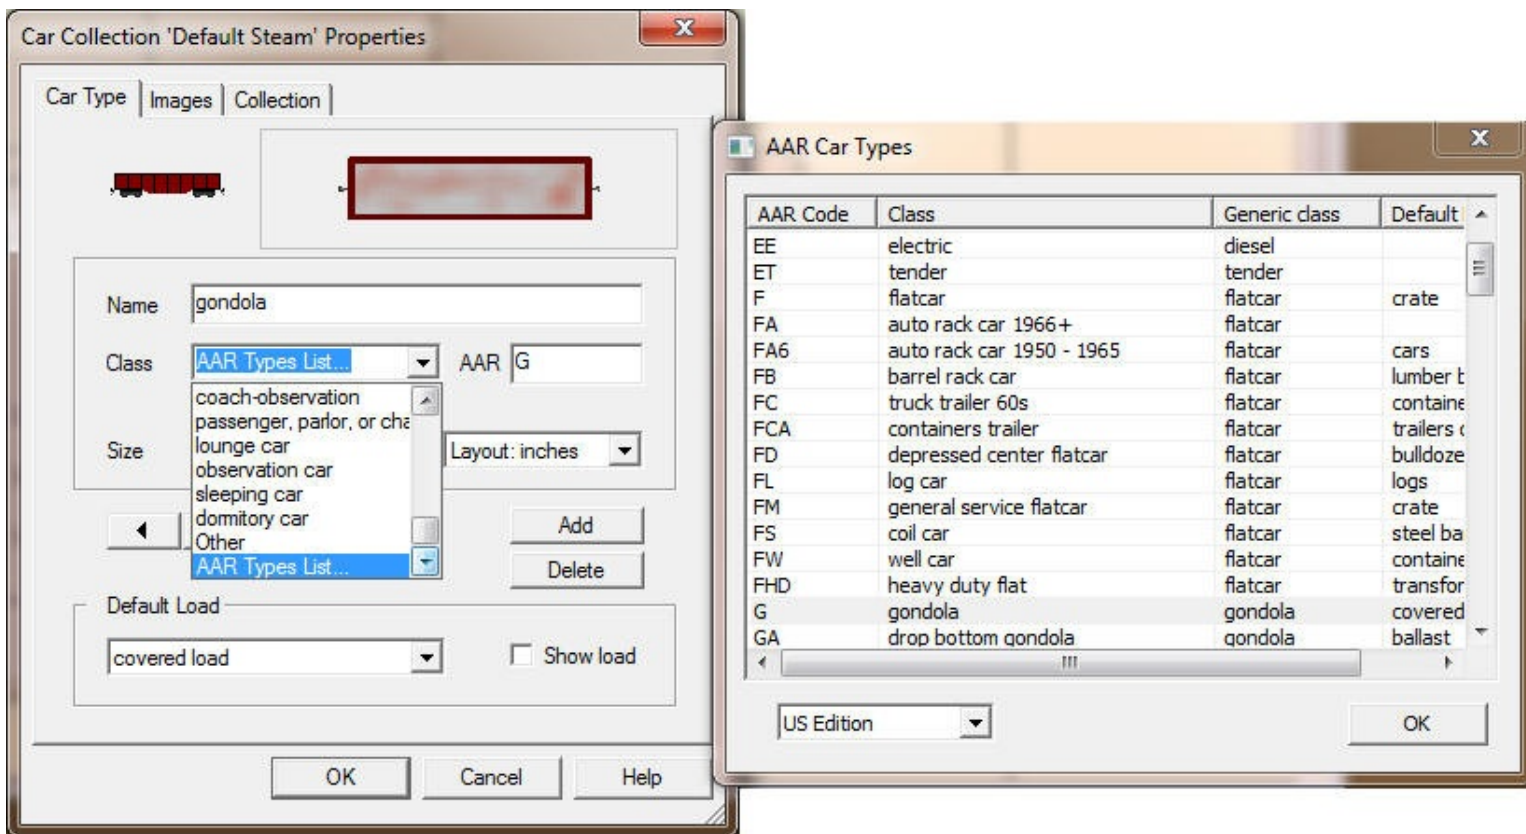 Car Collection 'Default Steam' Properties
Car Type Images Collection
Name gondola
Class AAR Types List... AAR G
coach-observation
passenger, parlor, or cha
lounge car
observation car
sleeping car
dormitory car
Other
AAR Types List...
Size Layout: inches
Add
Delete
Default Load
covered load Show load
OK Cancel Help
AAR Car Types
AAR Code Class Generic class Default
EE electric diesel
ET tender tender
F flatcar flatcar crate
FA auto rack car 1966+ flatcar
FA6 auto rack car 1950 - 1965 flatcar cars
FB barrel rack car flatcar lumber b
FC truck trailer 60s flatcar containe
FCA containers trailer flatcar trailers c
FD depressed center flatcar flatcar bulldoze
FL log car flatcar logs
FM general service flatcar flatcar crate
FS coil car flatcar steel ba
FW well car flatcar containe
FHD heavy duty flat flatcar transfor
G gondola gondola covered
GA drop bottom gondola gondola ballast
US Edition OK